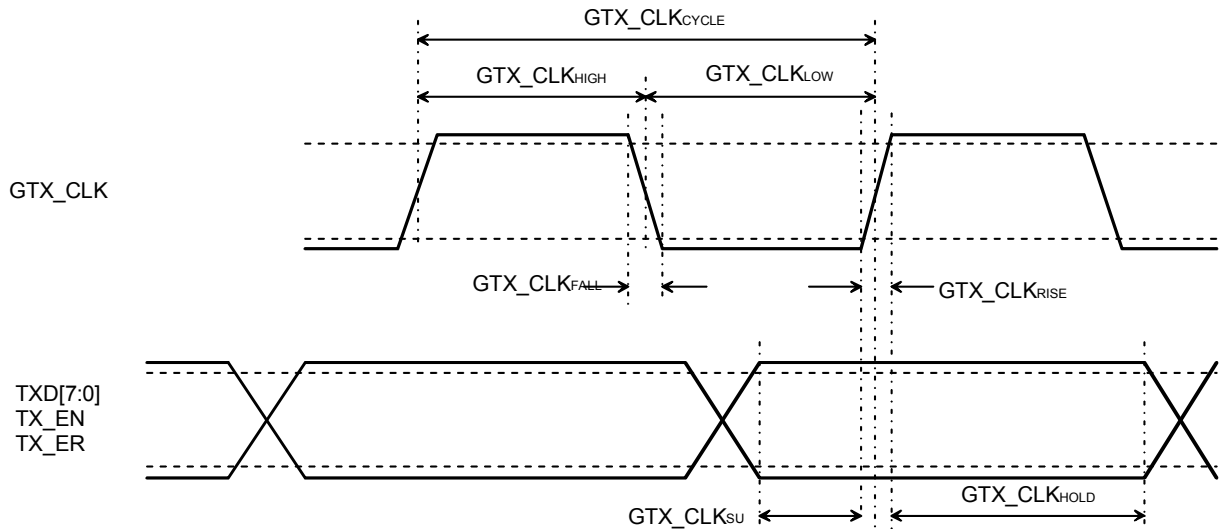 GTX_CLKCYCLE
GTX_CLKHIGH
GTX_CLKLOW
GTX_CLK
GTX_CLKFALL
GTX_CLKRISE
TXD[7:0]
TX_EN
TX_ER
GTX_CLKHOLD
GTX_CLKSU